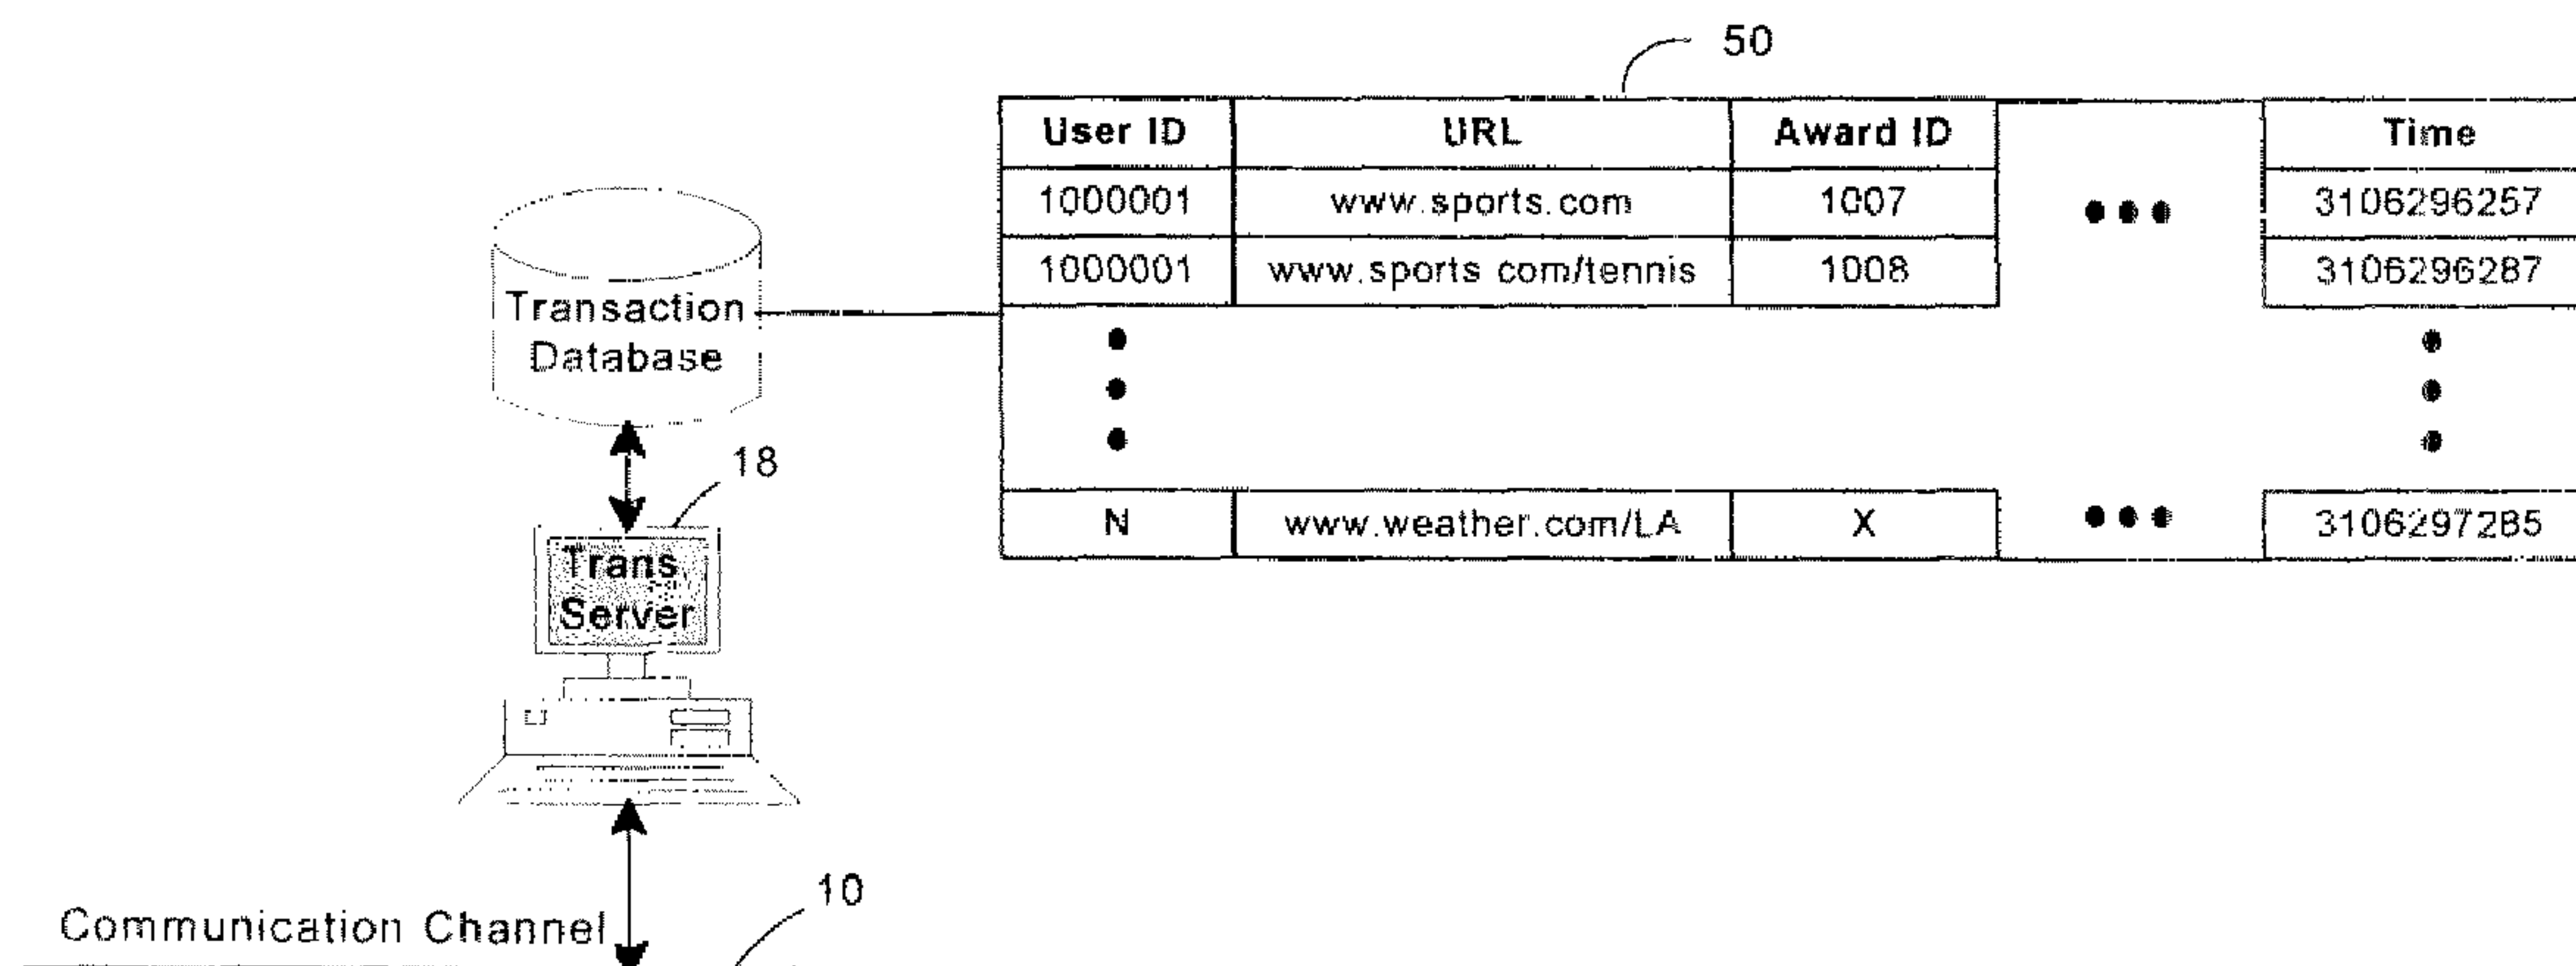 50
User ID URL Award ID Time
1000001 www.sports.com 1007 ••• 3106296257
1000001 www.sports com/tennis 1008 3106296287
N www.weather.com/LA X ••• 3106297285
Transaction
Database
18
Trans.
Server
10
Communication Channel